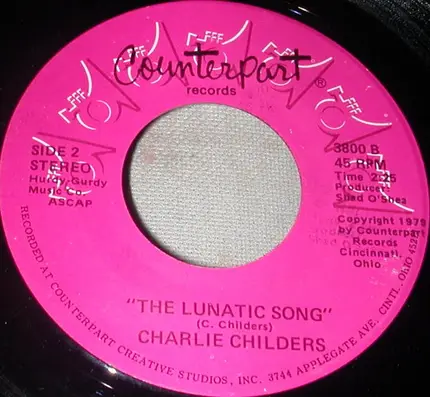 Counterpart®
records
SIDE 2
STEREO
Hurdy-Gurdy
Music Co.
ASCAP
3800 B
45 RPM
Time 2:25
Producer:
Shad O'Shea
Copyright 1979
by Counterpart
Records
Cincinnati,
Ohio
"THE LUNATIC SONG"
(C. Childers)
CHARLIE CHILDERS
RECORDED AT COUNTERPART CREATIVE STUDIOS, INC. 3744 APPLEGATE AVE. CINTI. OhIO